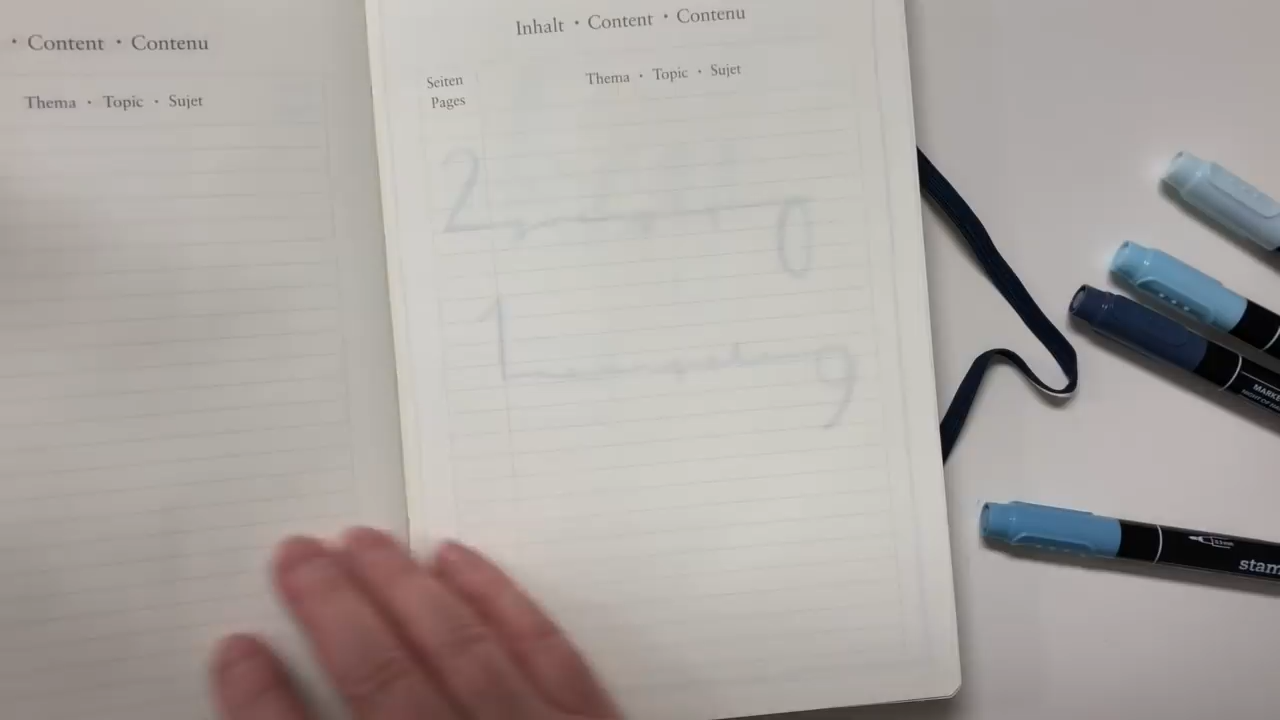 · Content · Contenu
Thema · Topic · Sujet
Inhalt · Content · Contenu
Seiten
Pages
Thema · Topic · Sujet
2
0
1
9
MARKE
stam